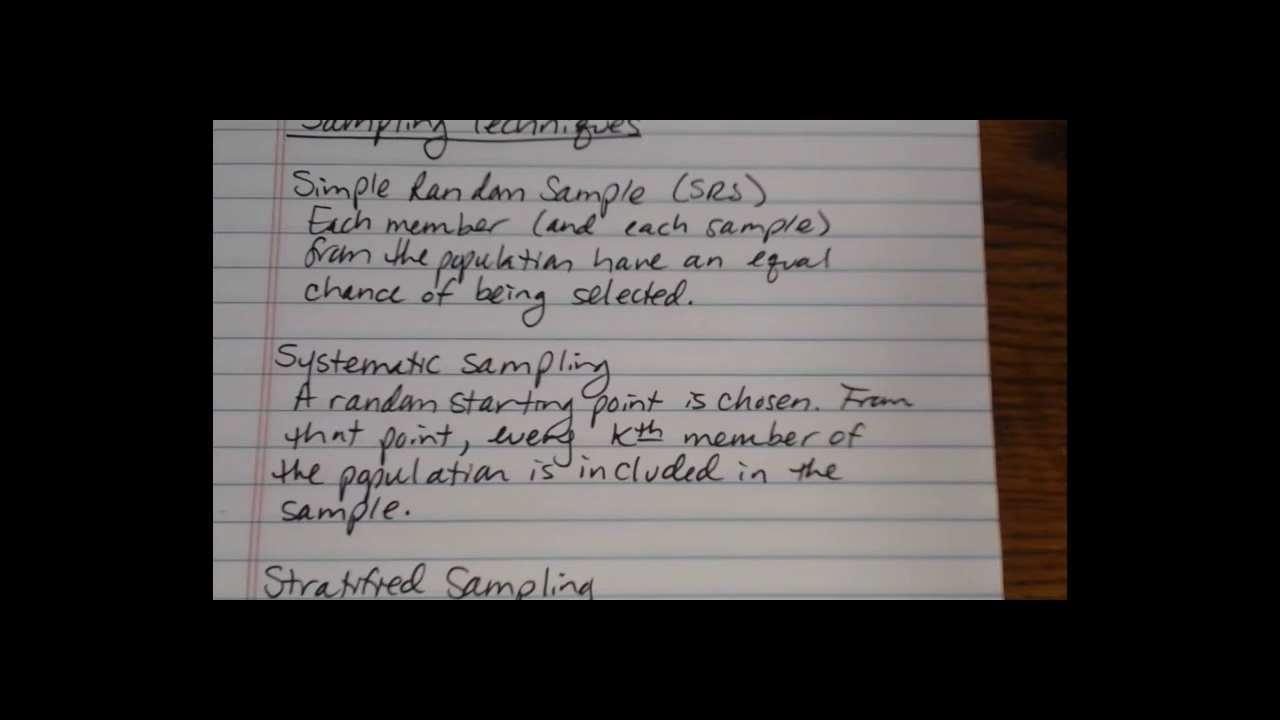 Sampling Techniques
Simple Random Sample (SRS)
Each member (and each sample)
from the population have an equal
chance of being selected.
Systematic Sampling
A random starting point is chosen. From
that point, every kth member of
the population is included in the
sample.
Stratified Sampling